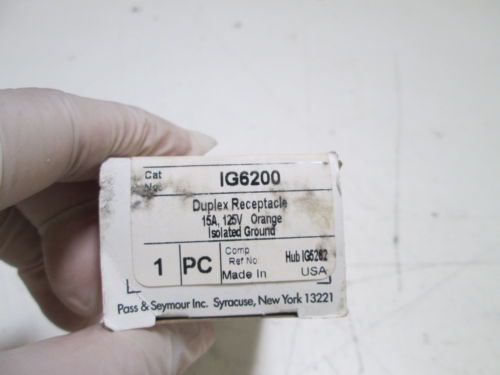 Cat
No.
IG6200
Duplex Receptacle
15A, 125V Orange
Isolated Ground
1 PC
Comp
Ref No:
Hub IG5262
Made In USA
Pass & Seymour Inc. Syracuse, New York 13221